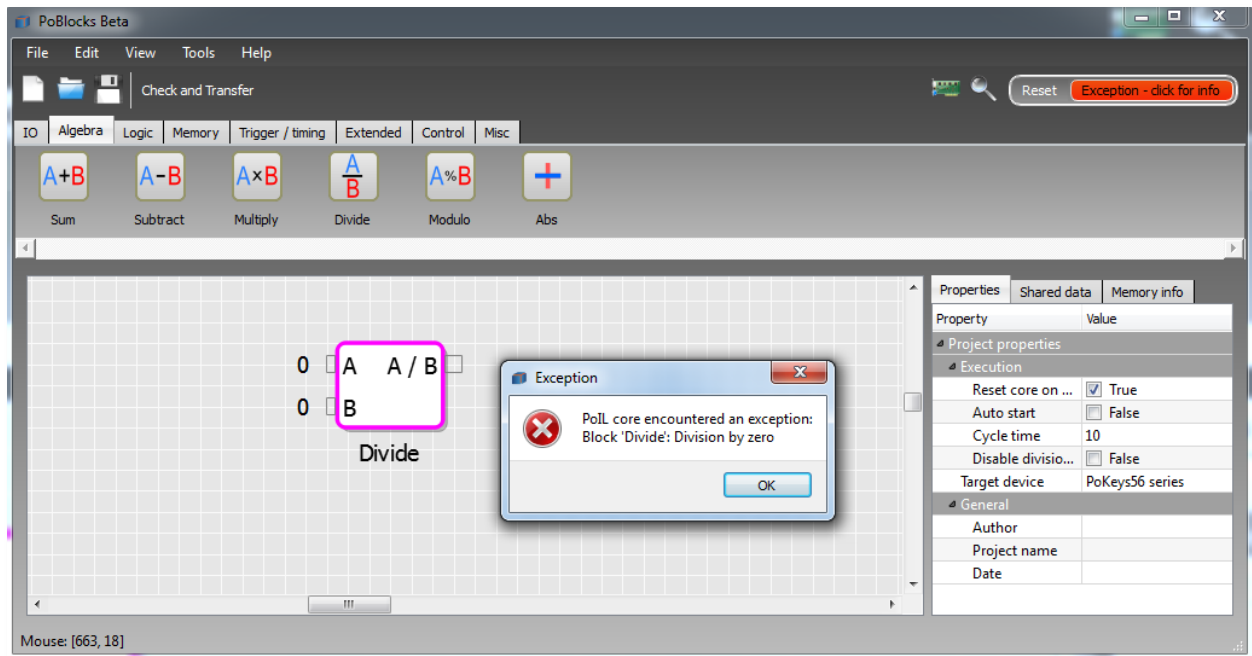 PoBlocks Beta
File Edit View Tools Help
Check and Transfer
Reset Exception - click for info
IO Algebra Logic Memory Trigger / timing Extended Control Misc
A+B A-B A×B A/B A%B
Sum Subtract Multiply Divide Modulo Abs
Properties Shared data Memory info
Property Value
Project properties
Execution
Reset core on ... True
Auto start False
Cycle time 10
Disable divisio... False
Target device PoKeys56 series
General
Author
Project name
Date
0 A A / B
0 B
Divide
Exception
PoIL core encountered an exception:
Block 'Divide': Division by zero
OK
Mouse: [663, 18]